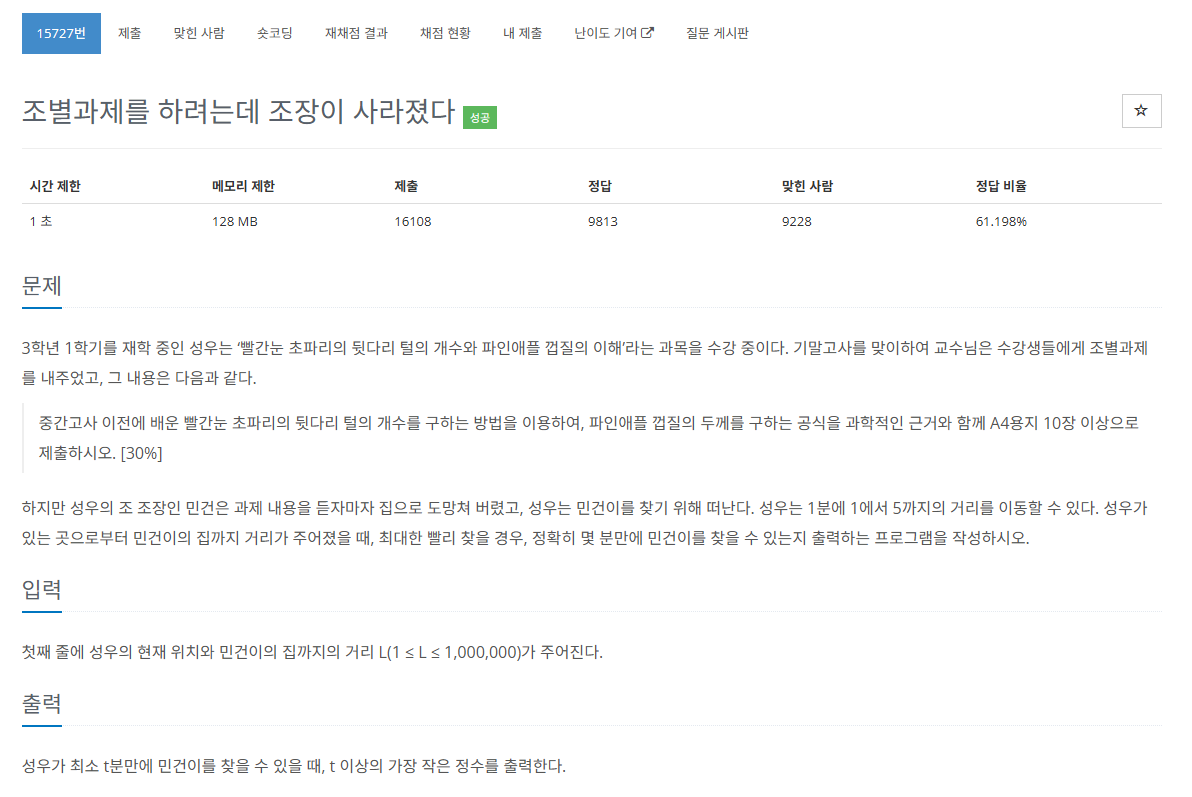 15727번 제출 맞힌 사람 숏코딩 재채점 결과 채점 현황 내 제출 난이도 기여 질문 게시판
조별과제를 하려는데 조장이 사라졌다 성공
시간 제한 메모리 제한 제출 정답 맞힌 사람 정답 비율
1 초 128 MB 16108 9813 9228 61.198%
문제
3학년 1학기를 재학 중인 성우는 '빨간눈 초파리의 뒷다리 털의 개수와 파인애플 껍질의 이해'라는 과목을 수강 중이다. 기말고사를 맞이하여 교수님은 수강생들에게 조별과제
를 내주었고, 그 내용은 다음과 같다.
중간고사 이전에 배운 빨간눈 초파리의 뒷다리 털의 개수를 구하는 방법을 이용하여, 파인애플 껍질의 두께를 구하는 공식을 과학적인 근거와 함께 A4용지 10장 이상으로
제출하시오. [30%]
하지만 성우의 조 조장인 민건은 과제 내용을 듣자마자 집으로 도망쳐 버렸고, 성우는 민건이를 찾기 위해 떠난다. 성우는 1분에 1에서 5까지의 거리를 이동할 수 있다. 성우가
있는 곳으로부터 민건이의 집까지 거리가 주어졌을 때, 최대한 빨리 찾을 경우, 정확히 몇 분만에 민건이를 찾을 수 있는지 출력하는 프로그램을 작성하시오.
입력
첫째 줄에 성우의 현재 위치와 민건이의 집까지의 거리 L(1 ≤ L ≤ 1,000,000)가 주어진다.
출력
성우가 최소 t분만에 민건이를 찾을 수 있을 때, t 이상의 가장 작은 정수를 출력한다.